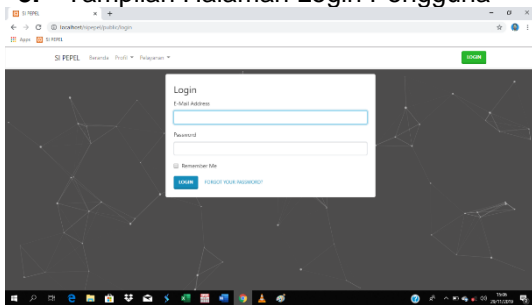 Tampilan Halaman Login Pengguna
SI PEPEL
localhost/sipepel/public/login
Apps SI PEPEL
SI PEPEL Beranda Profil Pelayanan LOGIN
Login
E-Mail Address
Password
Remember Me
LOGIN FORGOT YOUR PASSWORD?